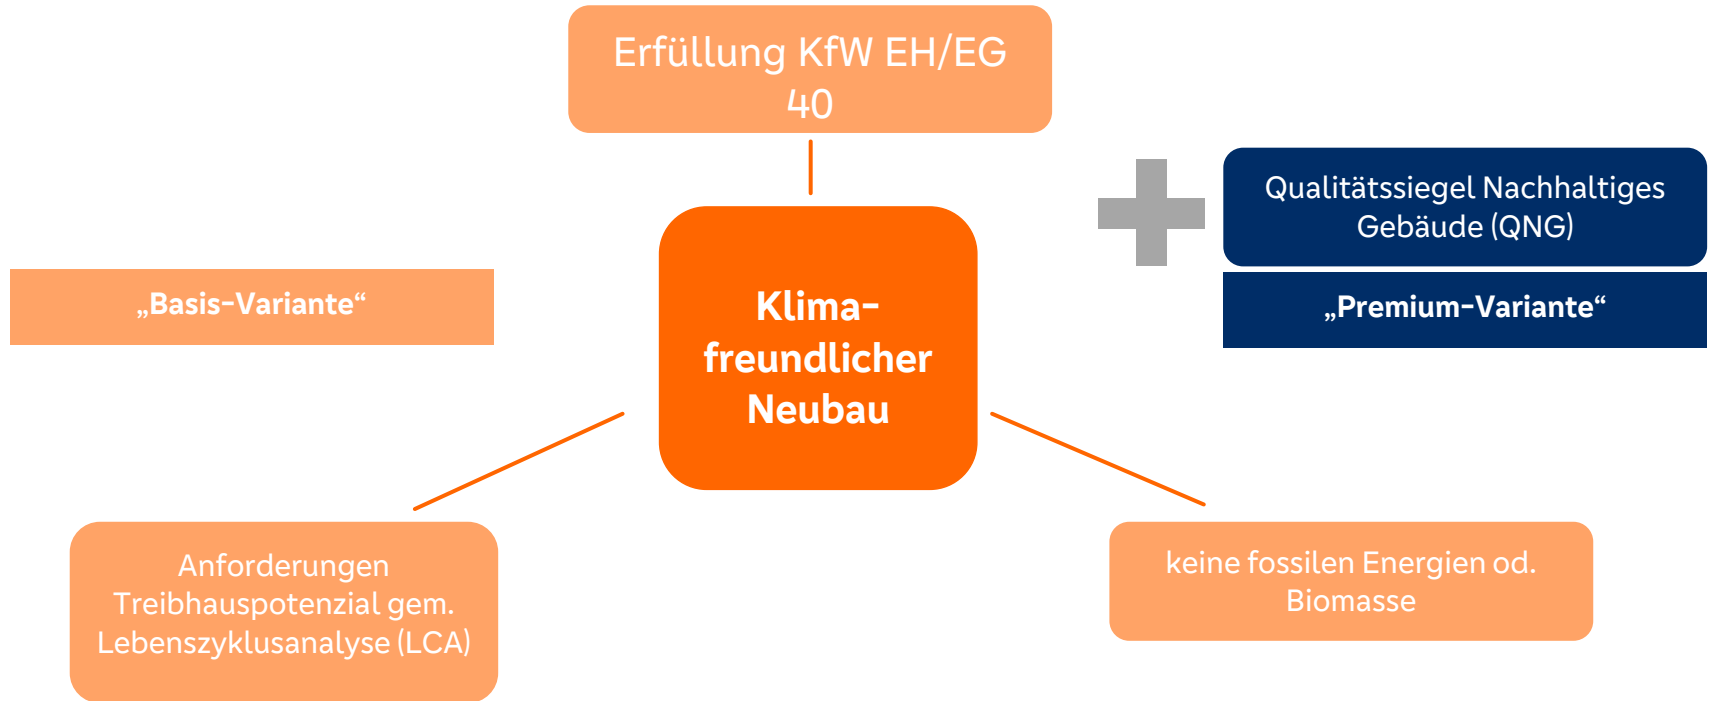 Erfüllung KfW EH/EG
40
Qualitätssiegel Nachhaltiges
Gebäude (QNG)
„Basis-Variante“
Klima-
freundlicher
Neubau
„Premium-Variante“
Anforderungen
Treibhauspotenzial gem.
Lebenszyklusanalyse (LCA)
keine fossilen Energien od.
Biomasse